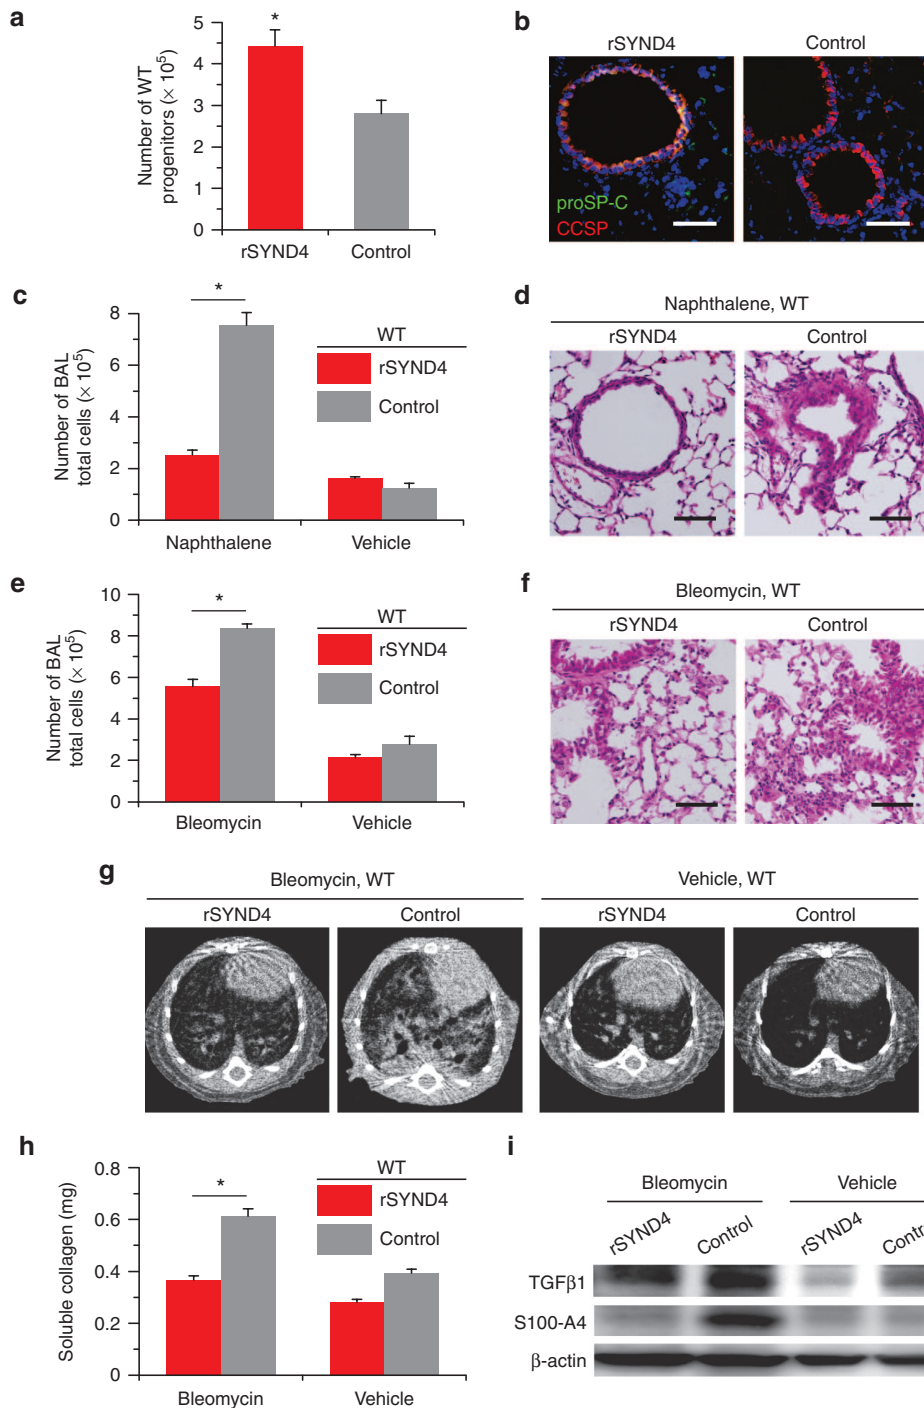 a
Number of WT
progenitors (× 10⁵)
5
4
3
2
1
0
*
rSYND4
Control
b
rSYND4
Control
proSP-C
CCSP
c
Number of BAL
total cells (× 10⁵)
8
6
4
2
0
*
WT
rSYND4
Control
Naphthalene
Vehicle
d
Naphthalene, WT
rSYND4
Control
e
Number of BAL
total cells (× 10⁵)
10
8
6
4
2
0
*
WT
rSYND4
Control
Bleomycin
Vehicle
f
Bleomycin, WT
rSYND4
Control
g
Bleomycin, WT
Vehicle, WT
rSYND4
Control
rSYND4
Control
h
Soluble collagen (mg)
0.8
0.6
0.4
0.2
0
*
WT
rSYND4
Control
Bleomycin
Vehicle
i
Bleomycin
Vehicle
rSYND4
Control
rSYND4
Contr
TGFβ1
S100-A4
β-actin